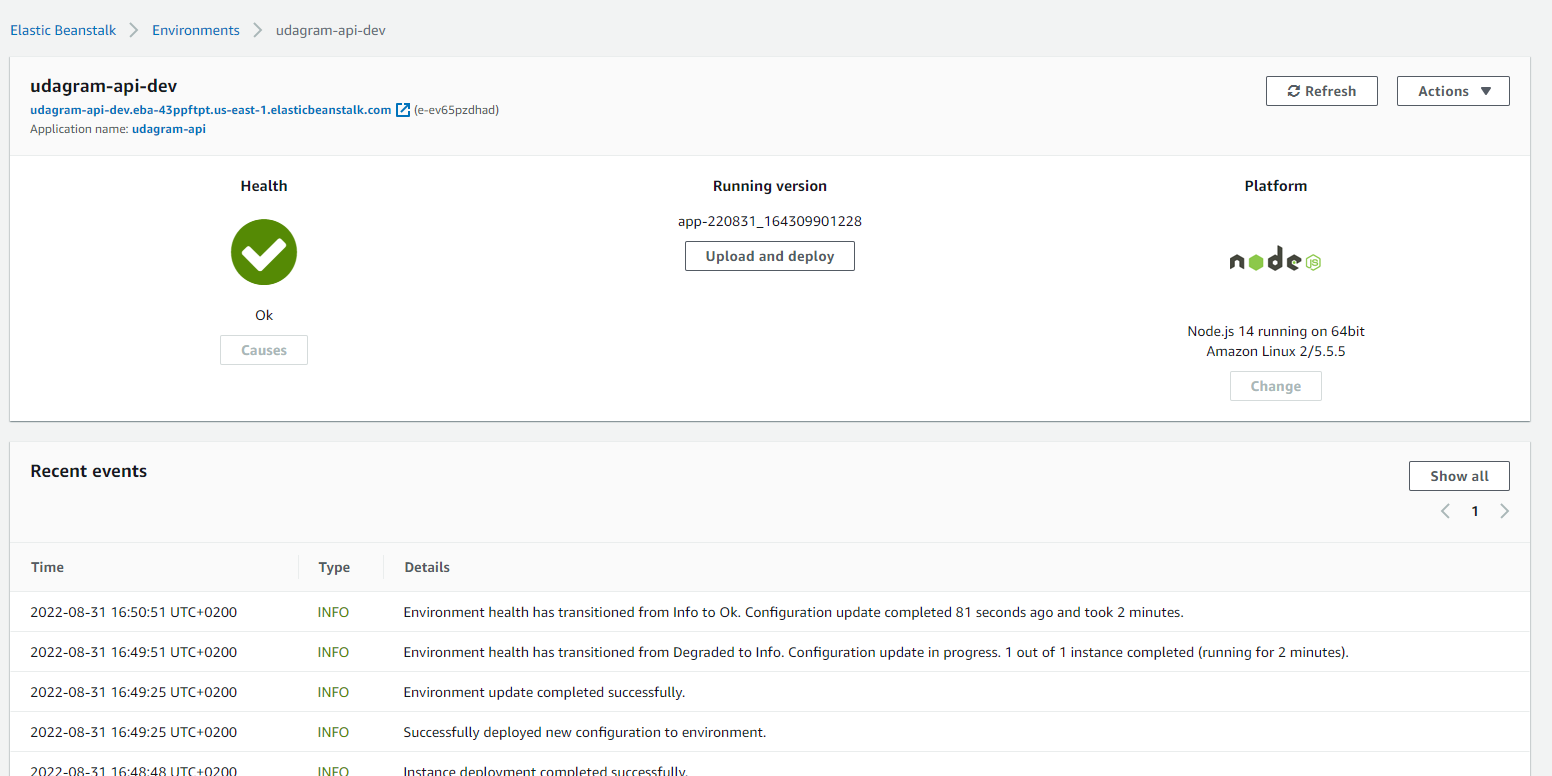 Elastic Beanstalk > Environments > udagram-api-dev
udagram-api-dev
udagram-api-dev.eba-43ppftpt.us-east-1.elasticbeanstalk.com (e-ev65pzdhad)
Application name: udagram-api
Refresh
Actions
Health
Ok
Causes
Running version
app-220831_164309901228
Upload and deploy
Platform
node
JS
Node.js 14 running on 64bit
Amazon Linux 2/5.5.5
Change
Recent events
Show all
1
Time Type Details
2022-08-31 16:50:51 UTC+0200 INFO Environment health has transitioned from Info to Ok. Configuration update completed 81 seconds ago and took 2 minutes.
2022-08-31 16:49:51 UTC+0200 INFO Environment health has transitioned from Degraded to Info. Configuration update in progress. 1 out of 1 instance completed (running for 2 minutes).
2022-08-31 16:49:25 UTC+0200 INFO Environment update completed successfully.
2022-08-31 16:49:25 UTC+0200 INFO Successfully deployed new configuration to environment.
2022-08-31 16:48:48 UTC+0200 INFO Instance deployment completed successfully.